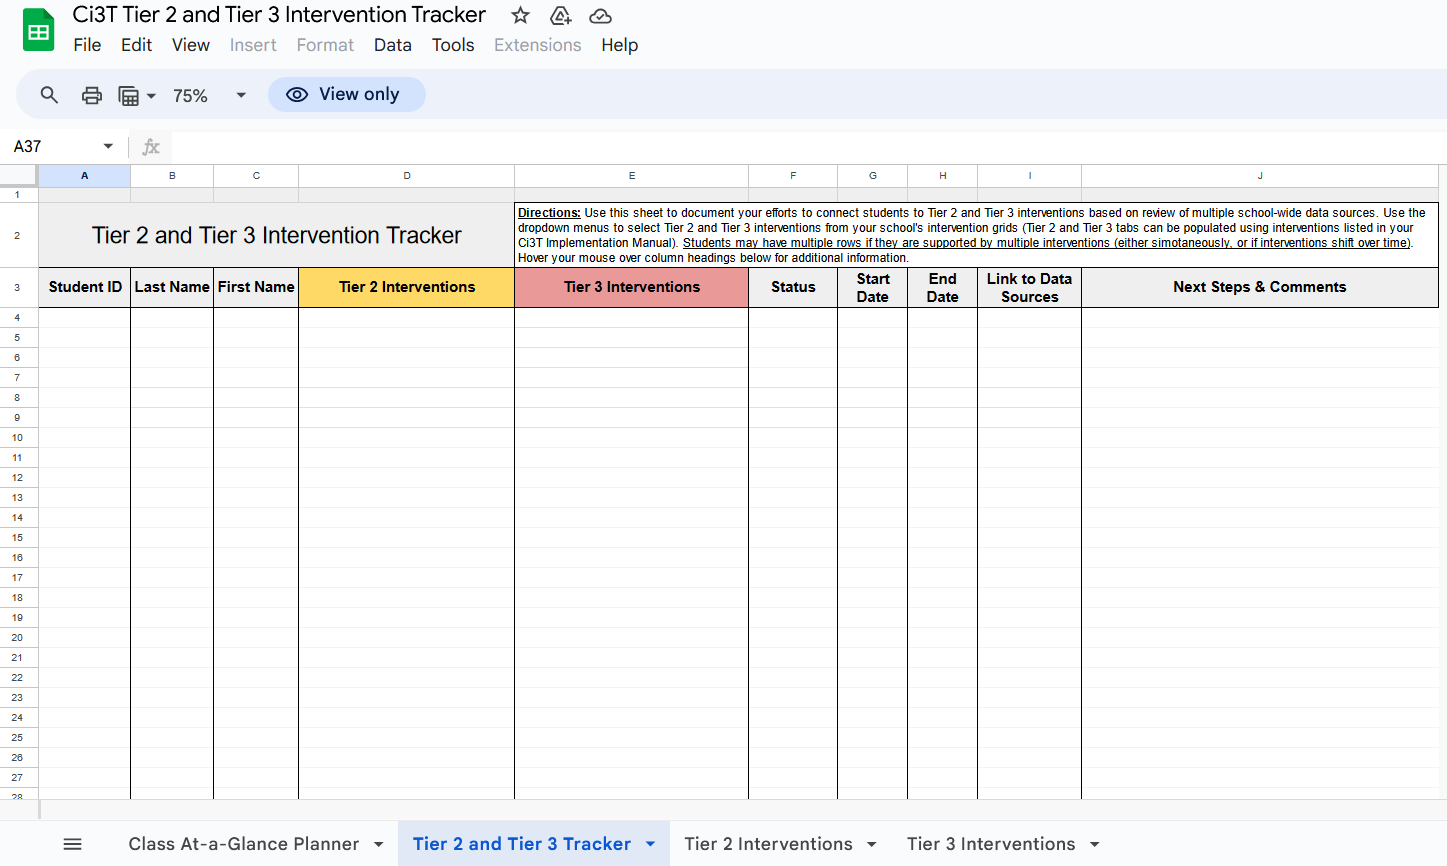 Ci3T Tier 2 and Tier 3 Intervention Tracker
File Edit View Insert Format Data Tools Extensions Help
75% View only
A37 fx
A B C D E F G H I J
1
2
Tier 2 and Tier 3 Intervention Tracker
Directions: Use this sheet to document your efforts to connect students to Tier 2 and Tier 3 interventions based on review of multiple school-wide data sources. Use the
dropdown menus to select Tier 2 and Tier 3 interventions from your school's intervention grids (Tier 2 and Tier 3 tabs can be populated using interventions listed in your
Ci3T Implementation Manual). Students may have multiple rows if they are supported by multiple interventions (either simotaneously, or if interventions shift over time).
Hover your mouse over column headings below for additional information.
3 Student ID Last Name First Name Tier 2 Interventions Tier 3 Interventions Status Start Date End Date Link to Data Sources Next Steps & Comments
4
5
6
7
8
9
10
11
12
13
14
15
16
17
18
19
20
21
22
23
24
25
26
27
28
Class At-a-Glance Planner Tier 2 and Tier 3 Tracker Tier 2 Interventions Tier 3 Interventions